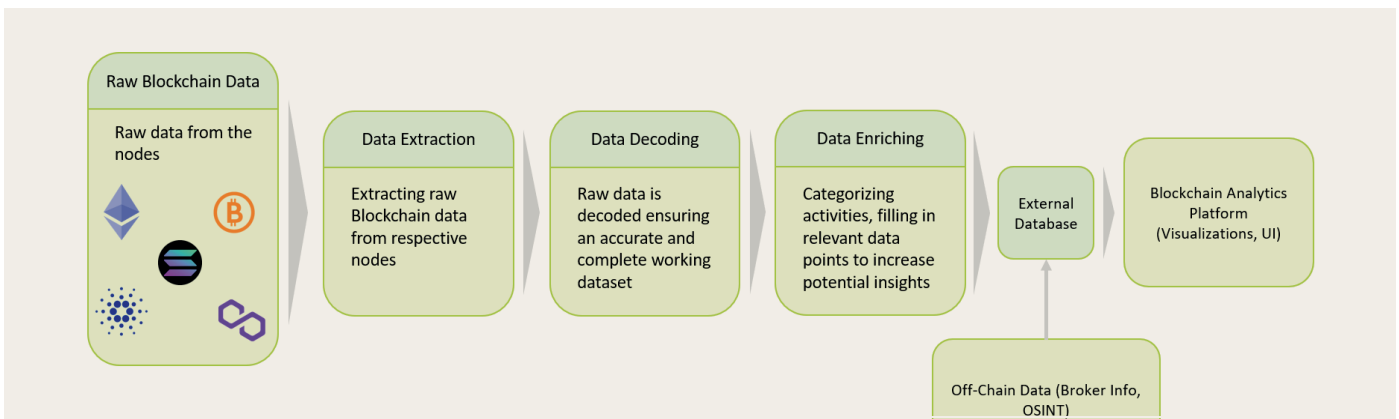 Raw Blockchain Data
Raw data from the
nodes
Data Extraction
Extracting raw
Blockchain data
from respective
nodes
Data Decoding
Raw data is
decoded ensuring
an accurate and
complete working
dataset
Data Enriching
Categorizing
activities, filling in
relevant data
points to increase
potential insights
External
Database
Blockchain Analytics
Platform
(Visualizations, UI)
Off-Chain Data (Broker Info,
OSINT)